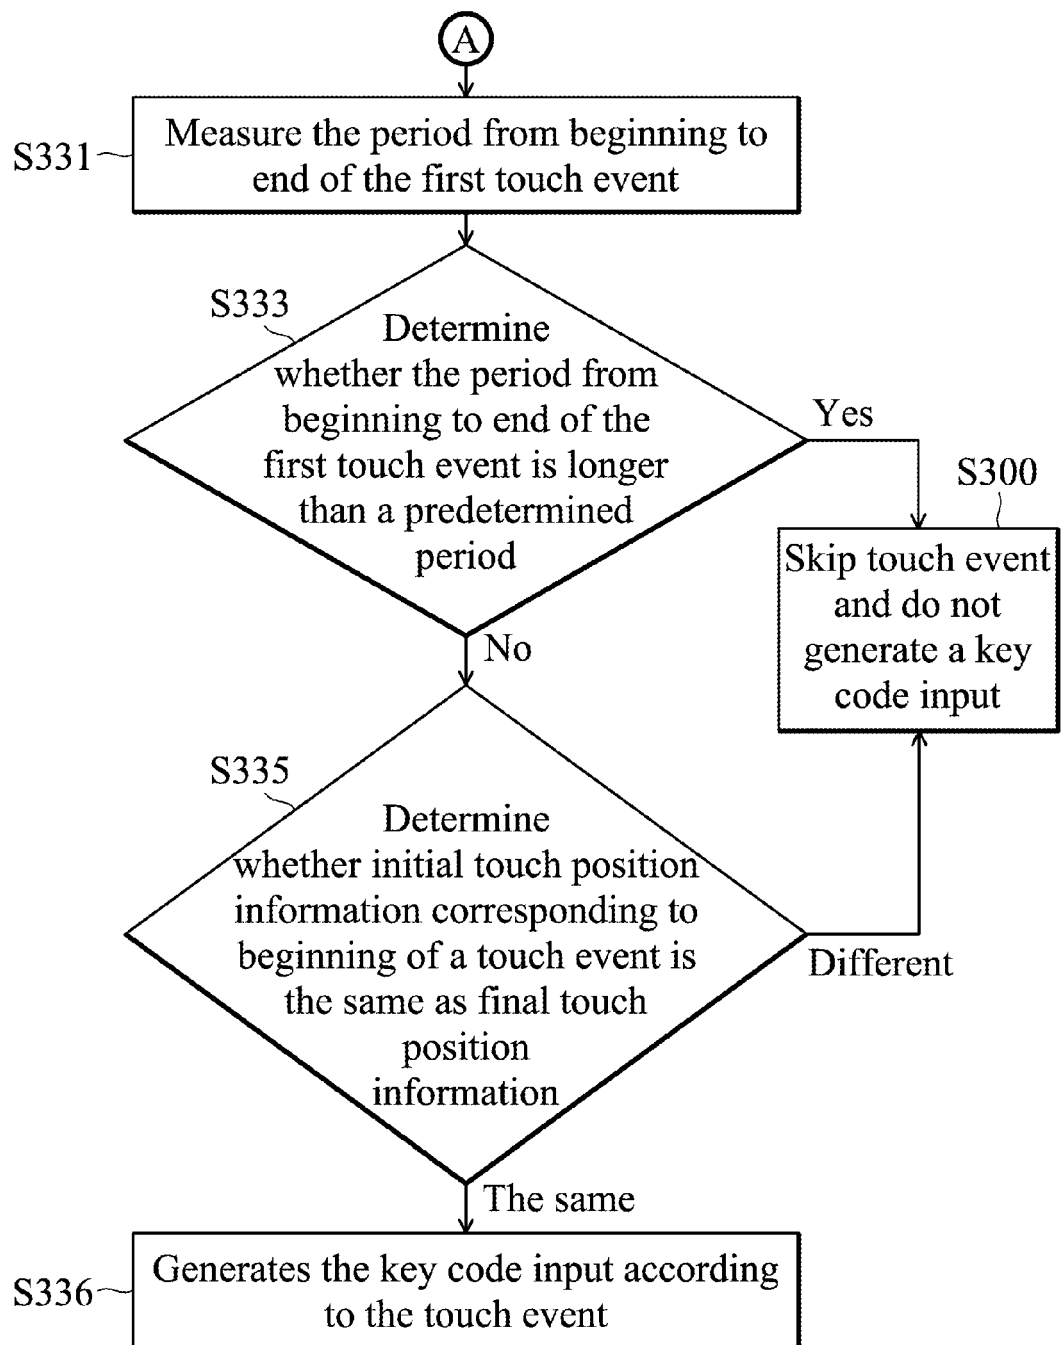 A
S331
Measure the period from beginning to
end of the first touch event
S333
Determine
whether the period from
beginning to end of the
first touch event is longer
than a predetermined
period
Yes
S300
Skip touch event
and do not
generate a key
code input
No
S335
Determine
whether initial touch position
information corresponding to
beginning of a touch event is
the same as final touch
position
information
Different
The same
S336
Generates the key code input according
to the touch event